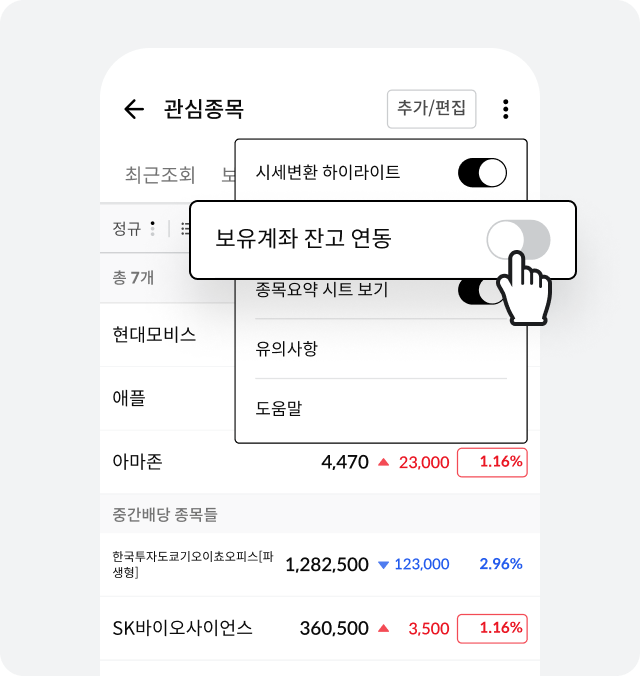 관심종목
추가/편집
최근조회 보
시세변환 하이라이트
정규
보유계좌 잔고 연동
총 7개
종목요약 시트 보기
현대모비스
유의사항
애플
도움말
아마존 4,470 ▲ 23,000 1.16%
중간배당 종목들
한국투자도쿄기오이쵸오피스[파
생형]
1,282,500 ▼ 123,000 2.96%
SK바이오사이언스 360,500 ▲ 3,500 1.16%